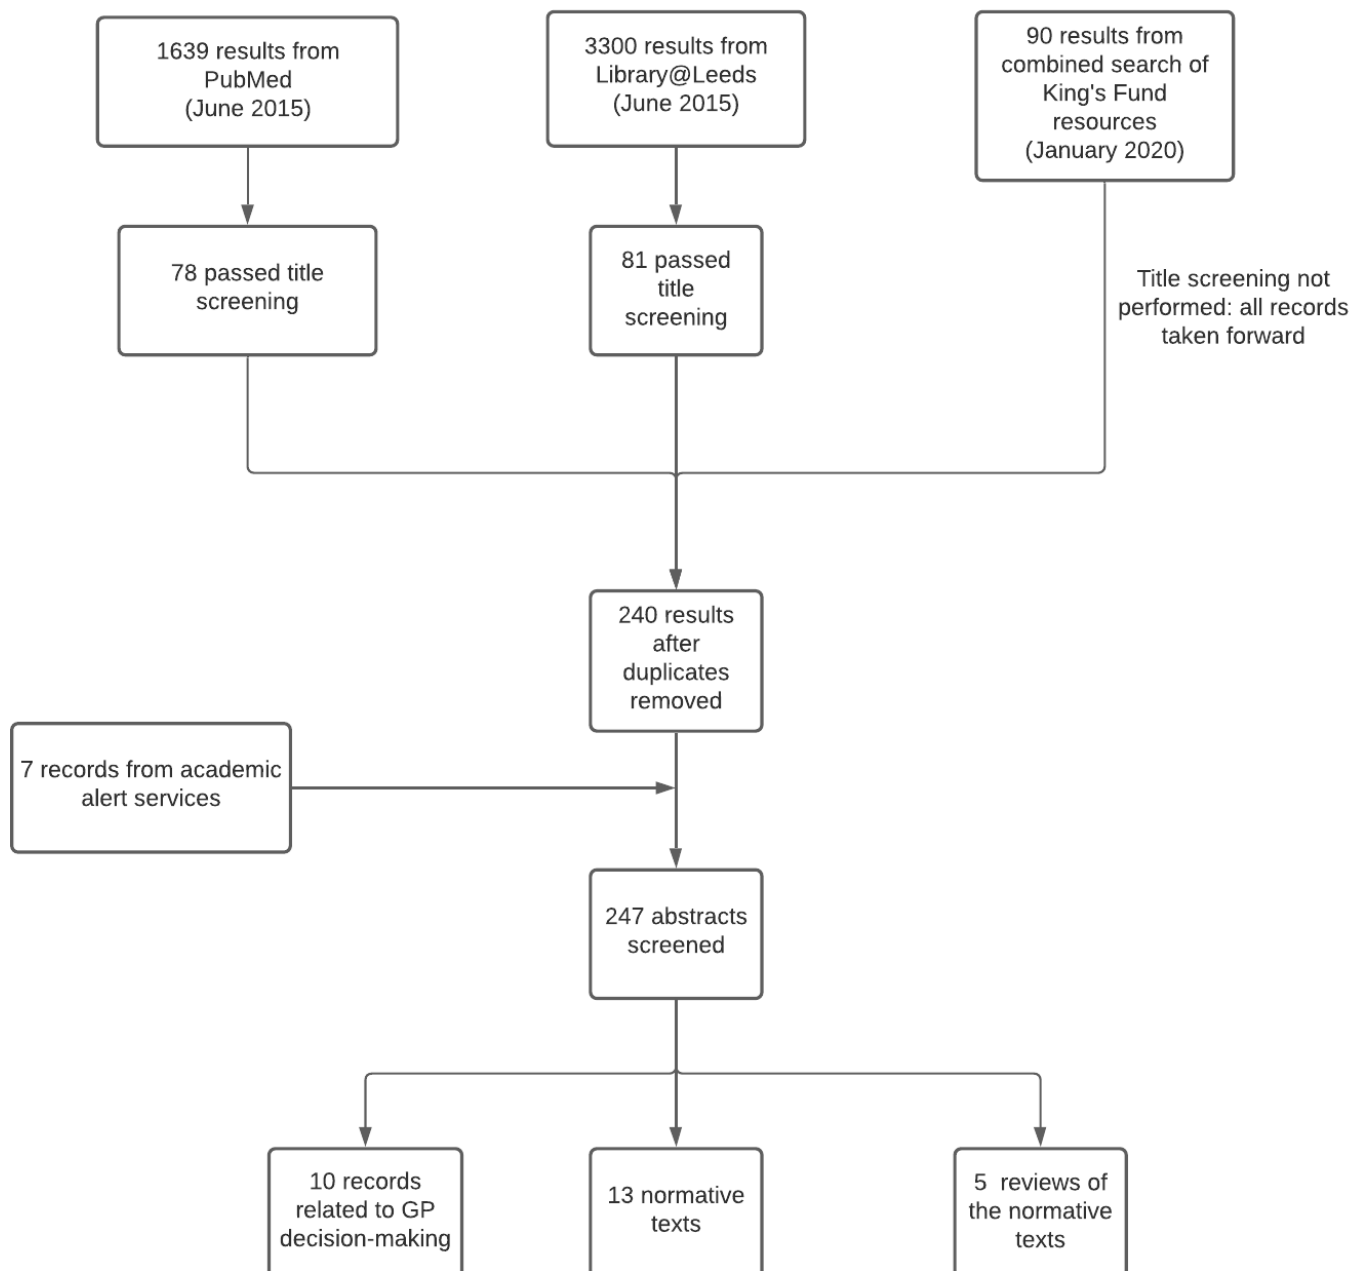 1639 results from
PubMed
(June 2015)
3300 results from
Library@Leeds
(June 2015)
90 results from
combined search of
King's Fund
resources
(January 2020)
78 passed title
screening
81 passed
title
screening
Title screening not
performed: all records
taken forward
240 results
after
duplicates
removed
7 records from academic
alert services
247 abstracts
screened
10 records
related to GP
decision-making
13 normative
texts
5 reviews of
the normative
texts